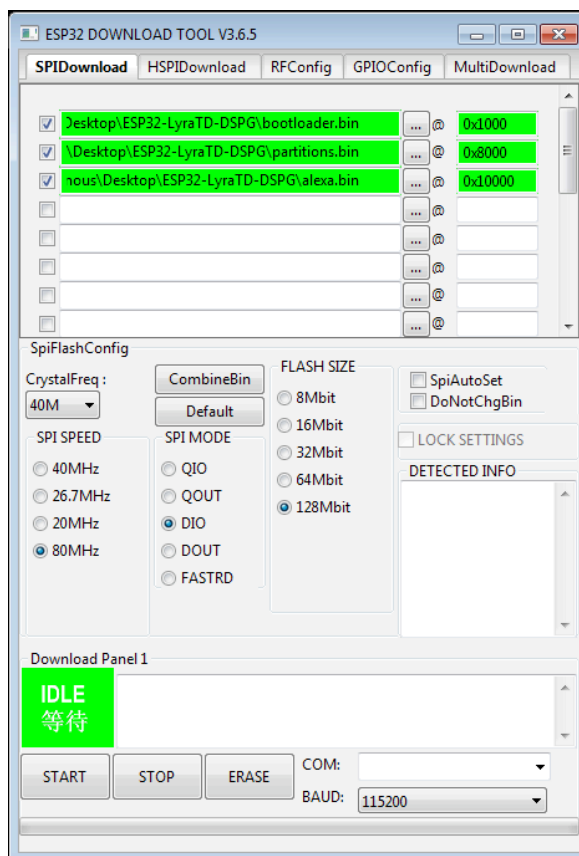 ESP32 DOWNLOAD TOOL V3.6.5
SPIDownload HSPIDownload RFConfig GPIOConfig MultiDownload
Desktop\ESP32-LyraTD-DSPG\bootloader.bin ... @ 0x1000
\Desktop\ESP32-LyraTD-DSPG\partitions.bin ... @ 0x8000
nous\Desktop\ESP32-LyraTD-DSPG\alexa.bin ... @ 0x10000
... @
... @
... @
... @
... @
SpiFlashConfig
CrystalFreq :
40M
CombineBin
Default
SPI SPEED
40MHz
26.7MHz
20MHz
80MHz
SPI MODE
QIO
QOUT
DIO
DOUT
FASTRD
FLASH SIZE
8Mbit
16Mbit
32Mbit
64Mbit
128Mbit
SpiAutoSet
DoNotChgBin
LOCK SETTINGS
DETECTED INFO
Download Panel 1
IDLE
等待
START STOP ERASE
COM:
BAUD: 115200